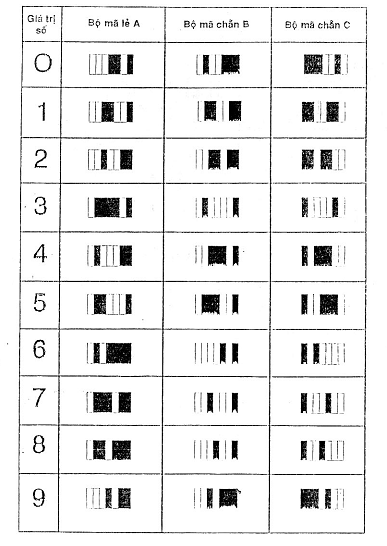 Giá trị số
Bộ mã lẻ A
Bộ mã chẵn B
Bộ mã chẵn C
0
1
2
3
4
5
6
7
8
9